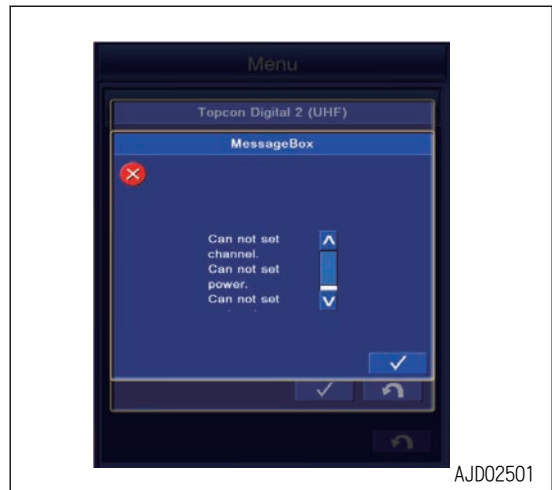 Menu
Topcon Digital 2 (UHF)
MessageBox
Can not set
channel.
Can not set
power.
Can not set
AJD02501